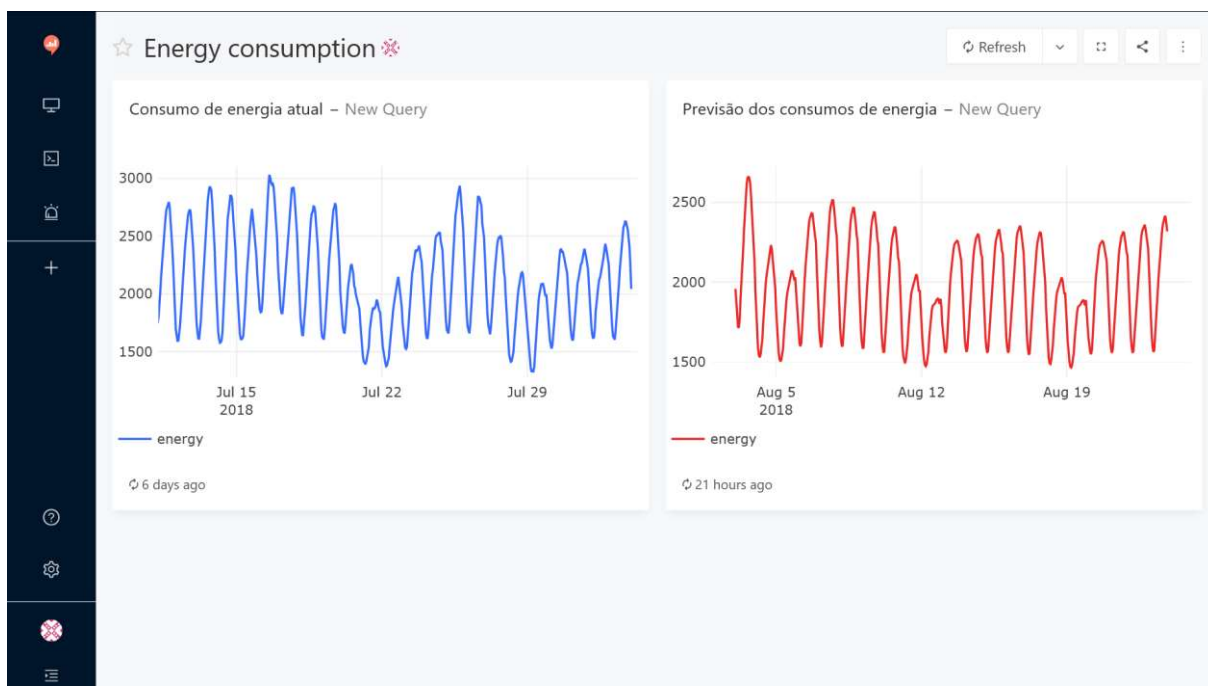 Energy consumption
Refresh
Consumo de energia atual – New Query
3000
2500
2000
1500
Jul 15
2018
Jul 22
Jul 29
energy
6 days ago
Previsão dos consumos de energia – New Query
2500
2000
1500
Aug 5
2018
Aug 12
Aug 19
energy
21 hours ago